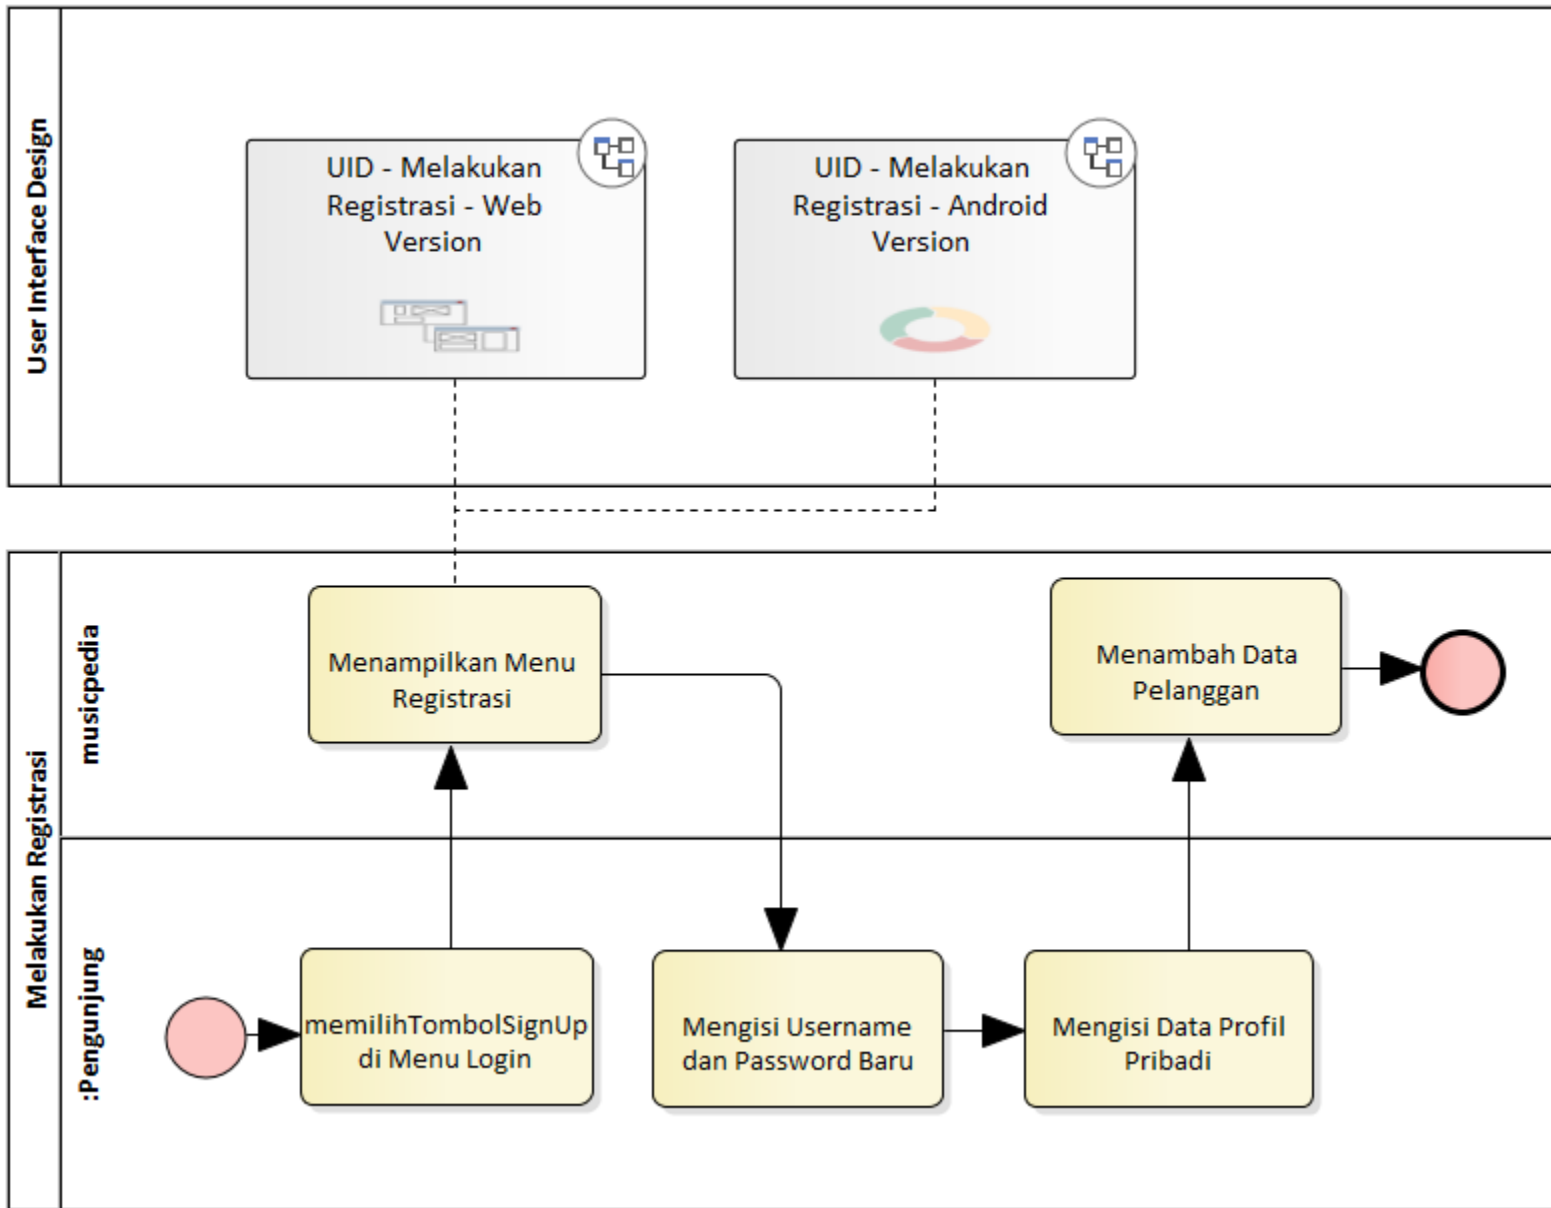 User Interface Design
UID - Melakukan
Registrasi - Web
Version
UID - Melakukan
Registrasi - Android
Version
Melakukan Registrasi
musicpedia
Menampilkan Menu
Registrasi
Menambah Data
Pelanggan
:Pengunjung
memilihTombolSignUp
di Menu Login
Mengisi Username
dan Password Baru
Mengisi Data Profil
Pribadi